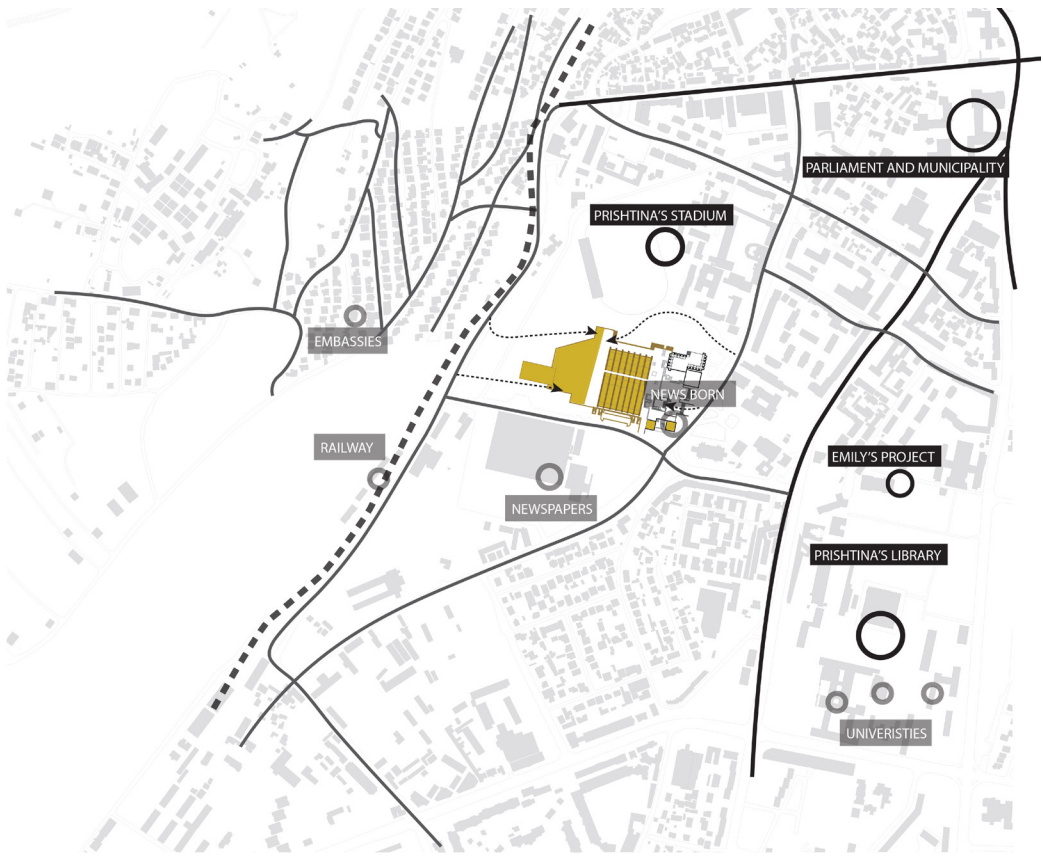 PARLIAMENT AND MUNICIPALITY
PRISHTINA'S STADIUM
EMBASSIES
NEWS BORN
RAILWAY
EMILY'S PROJECT
NEWSPAPERS
PRISHTINA'S LIBRARY
UNIVERISTIES